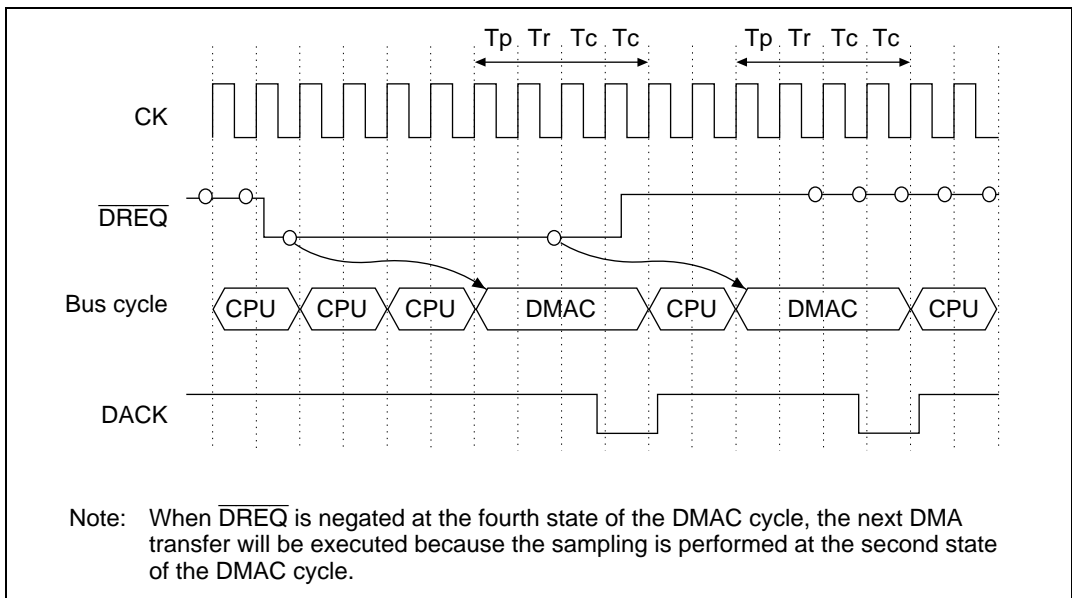 Tp Tr Tc Tc Tp Tr Tc Tc
CK
DREQ
Bus cycle CPU CPU CPU DMAC CPU DMAC CPU
DACK
Note: When DREQ is negated at the fourth state of the DMAC cycle, the next DMA
transfer will be executed because the sampling is performed at the second state
of the DMAC cycle.